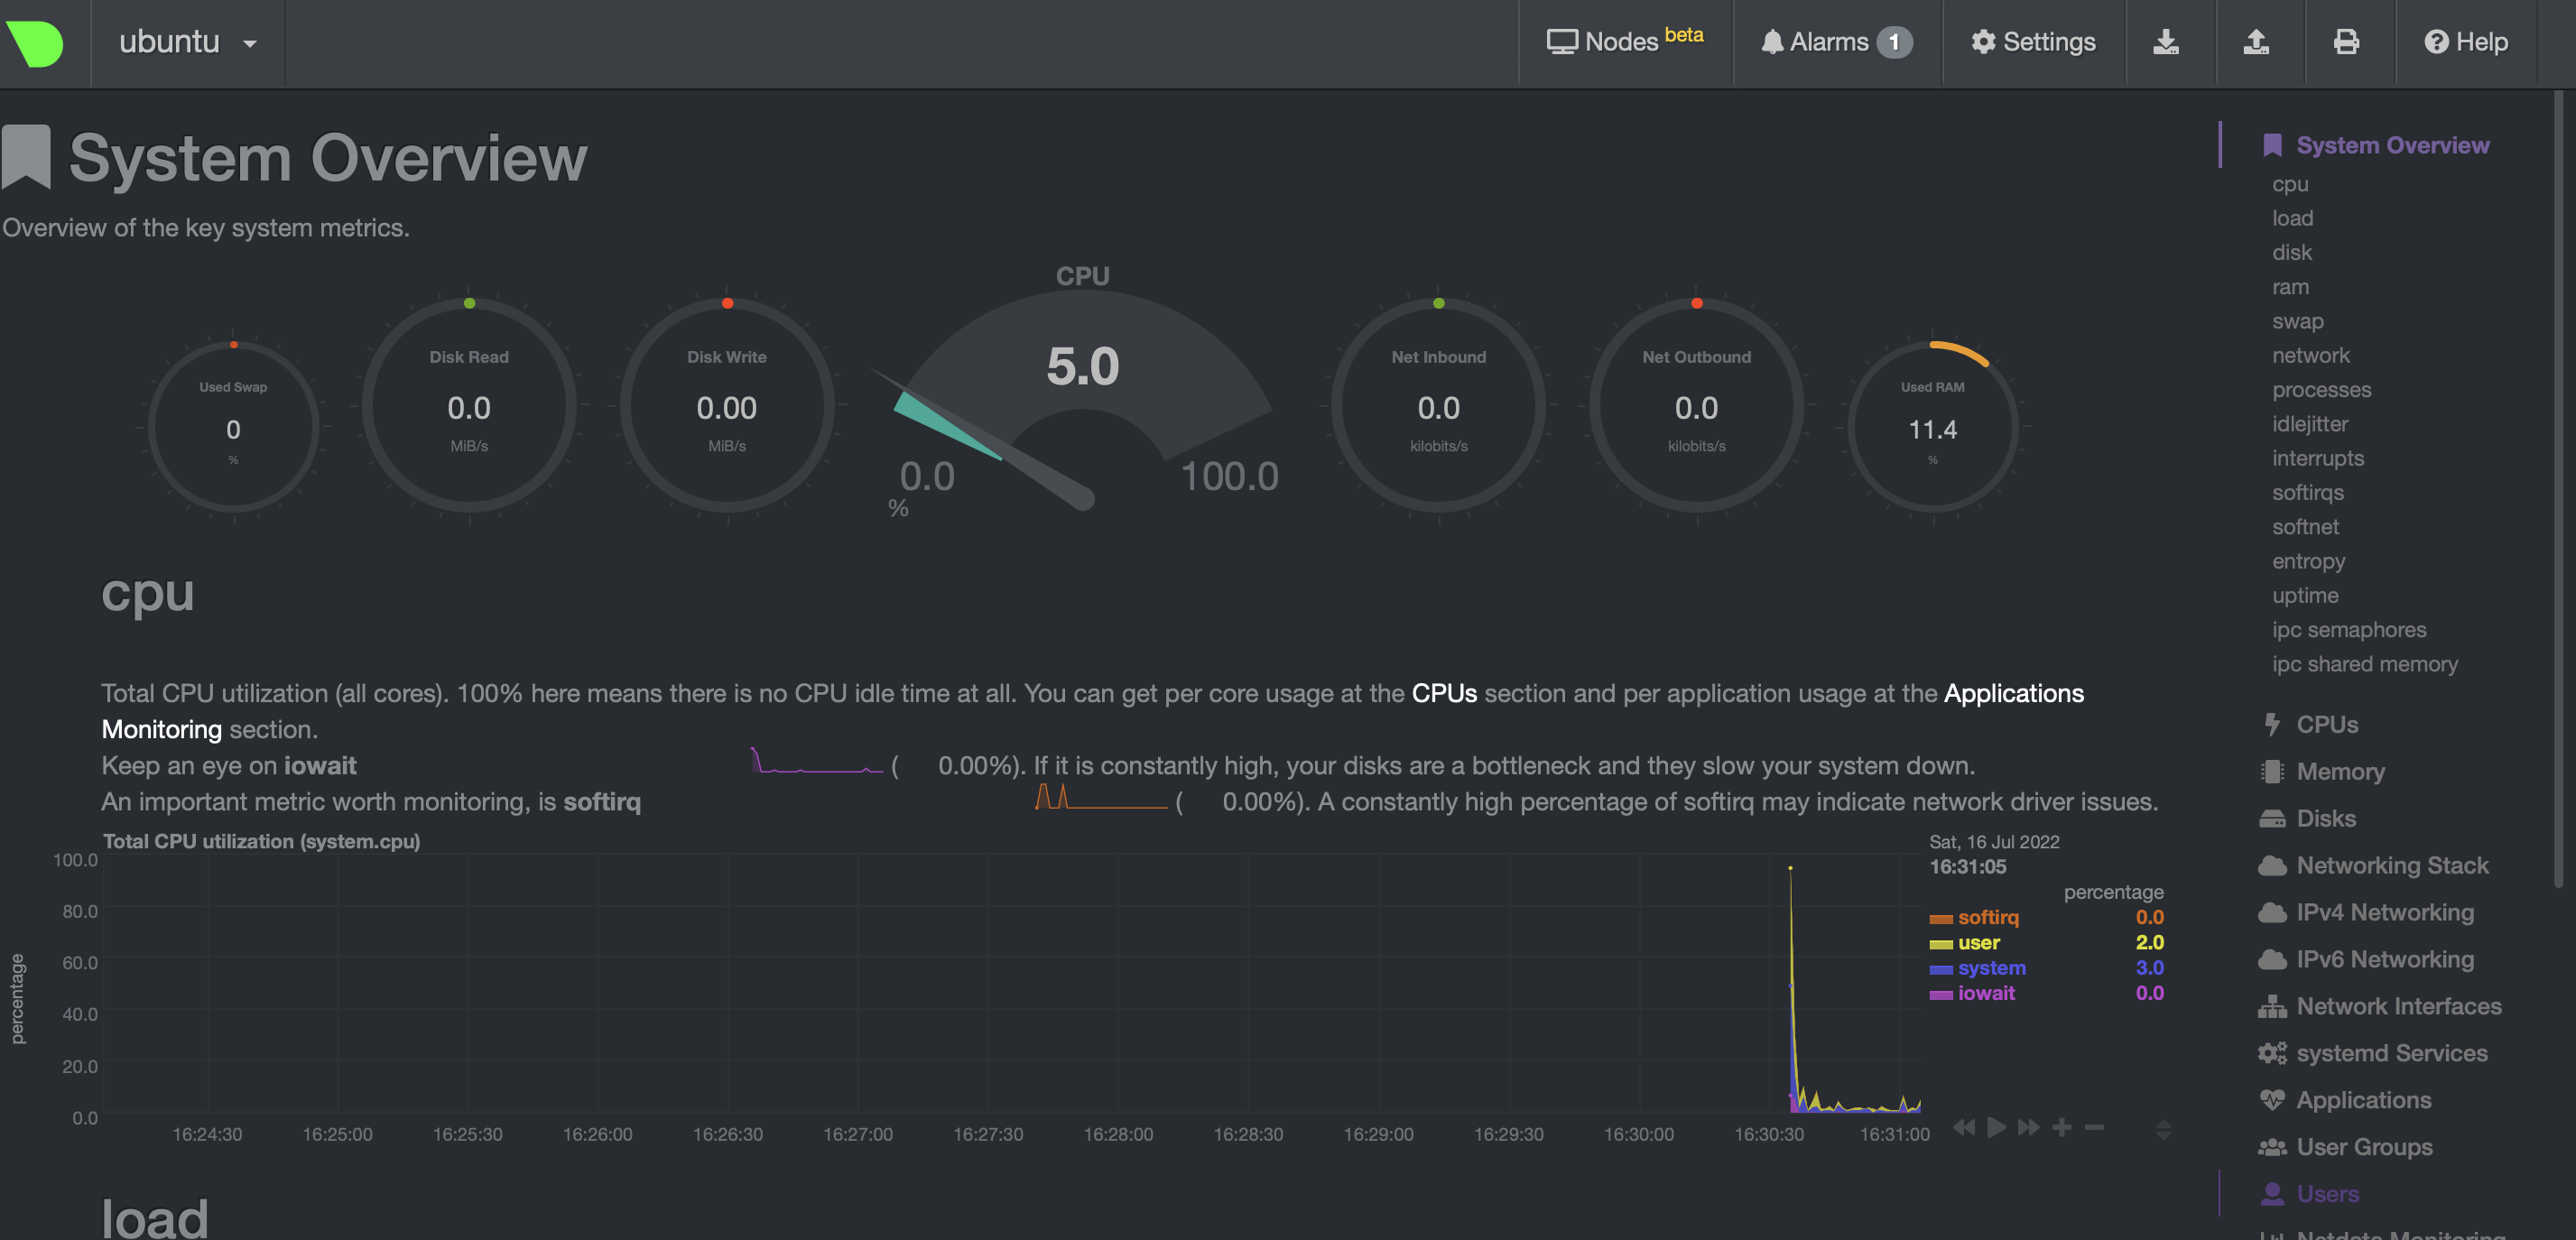 ubuntu
Nodes beta
Alarms 1
Settings
Help
System Overview
Overview of the key system metrics.
Used Swap
0
%
Disk Read
0.0
MiB/s
Disk Write
0.00
MiB/s
CPU
5.0
0.0
100.0
%
Net Inbound
0.0
kilobits/s
Net Outbound
0.0
kilobits/s
Used RAM
11.4
%
cpu
Total CPU utilization (all cores). 100% here means there is no CPU idle time at all. You can get per core usage at the CPUs section and per application usage at the Applications
Monitoring section.
Keep an eye on iowait ( 0.00%). If it is constantly high, your disks are a bottleneck and they slow your system down.
An important metric worth monitoring, is softirq ( 0.00%). A constantly high percentage of softirq may indicate network driver issues.
Total CPU utilization (system.cpu)
percentage
100.0
80.0
60.0
40.0
20.0
0.0
16:24:30 16:25:00 16:25:30 16:26:00 16:26:30 16:27:00 16:27:30 16:28:00 16:28:30 16:29:00 16:29:30 16:30:00 16:30:30 16:31:00
Sat, 16 Jul 2022
16:31:05
percentage
softirq 0.0
user 2.0
system 3.0
iowait 0.0
load
System Overview
cpu
load
disk
ram
swap
network
processes
idlejitter
interrupts
softirqs
softnet
entropy
uptime
ipc semaphores
ipc shared memory
CPUs
Memory
Disks
Networking Stack
IPv4 Networking
IPv6 Networking
Network Interfaces
systemd Services
Applications
User Groups
Users
Netdata Monitoring